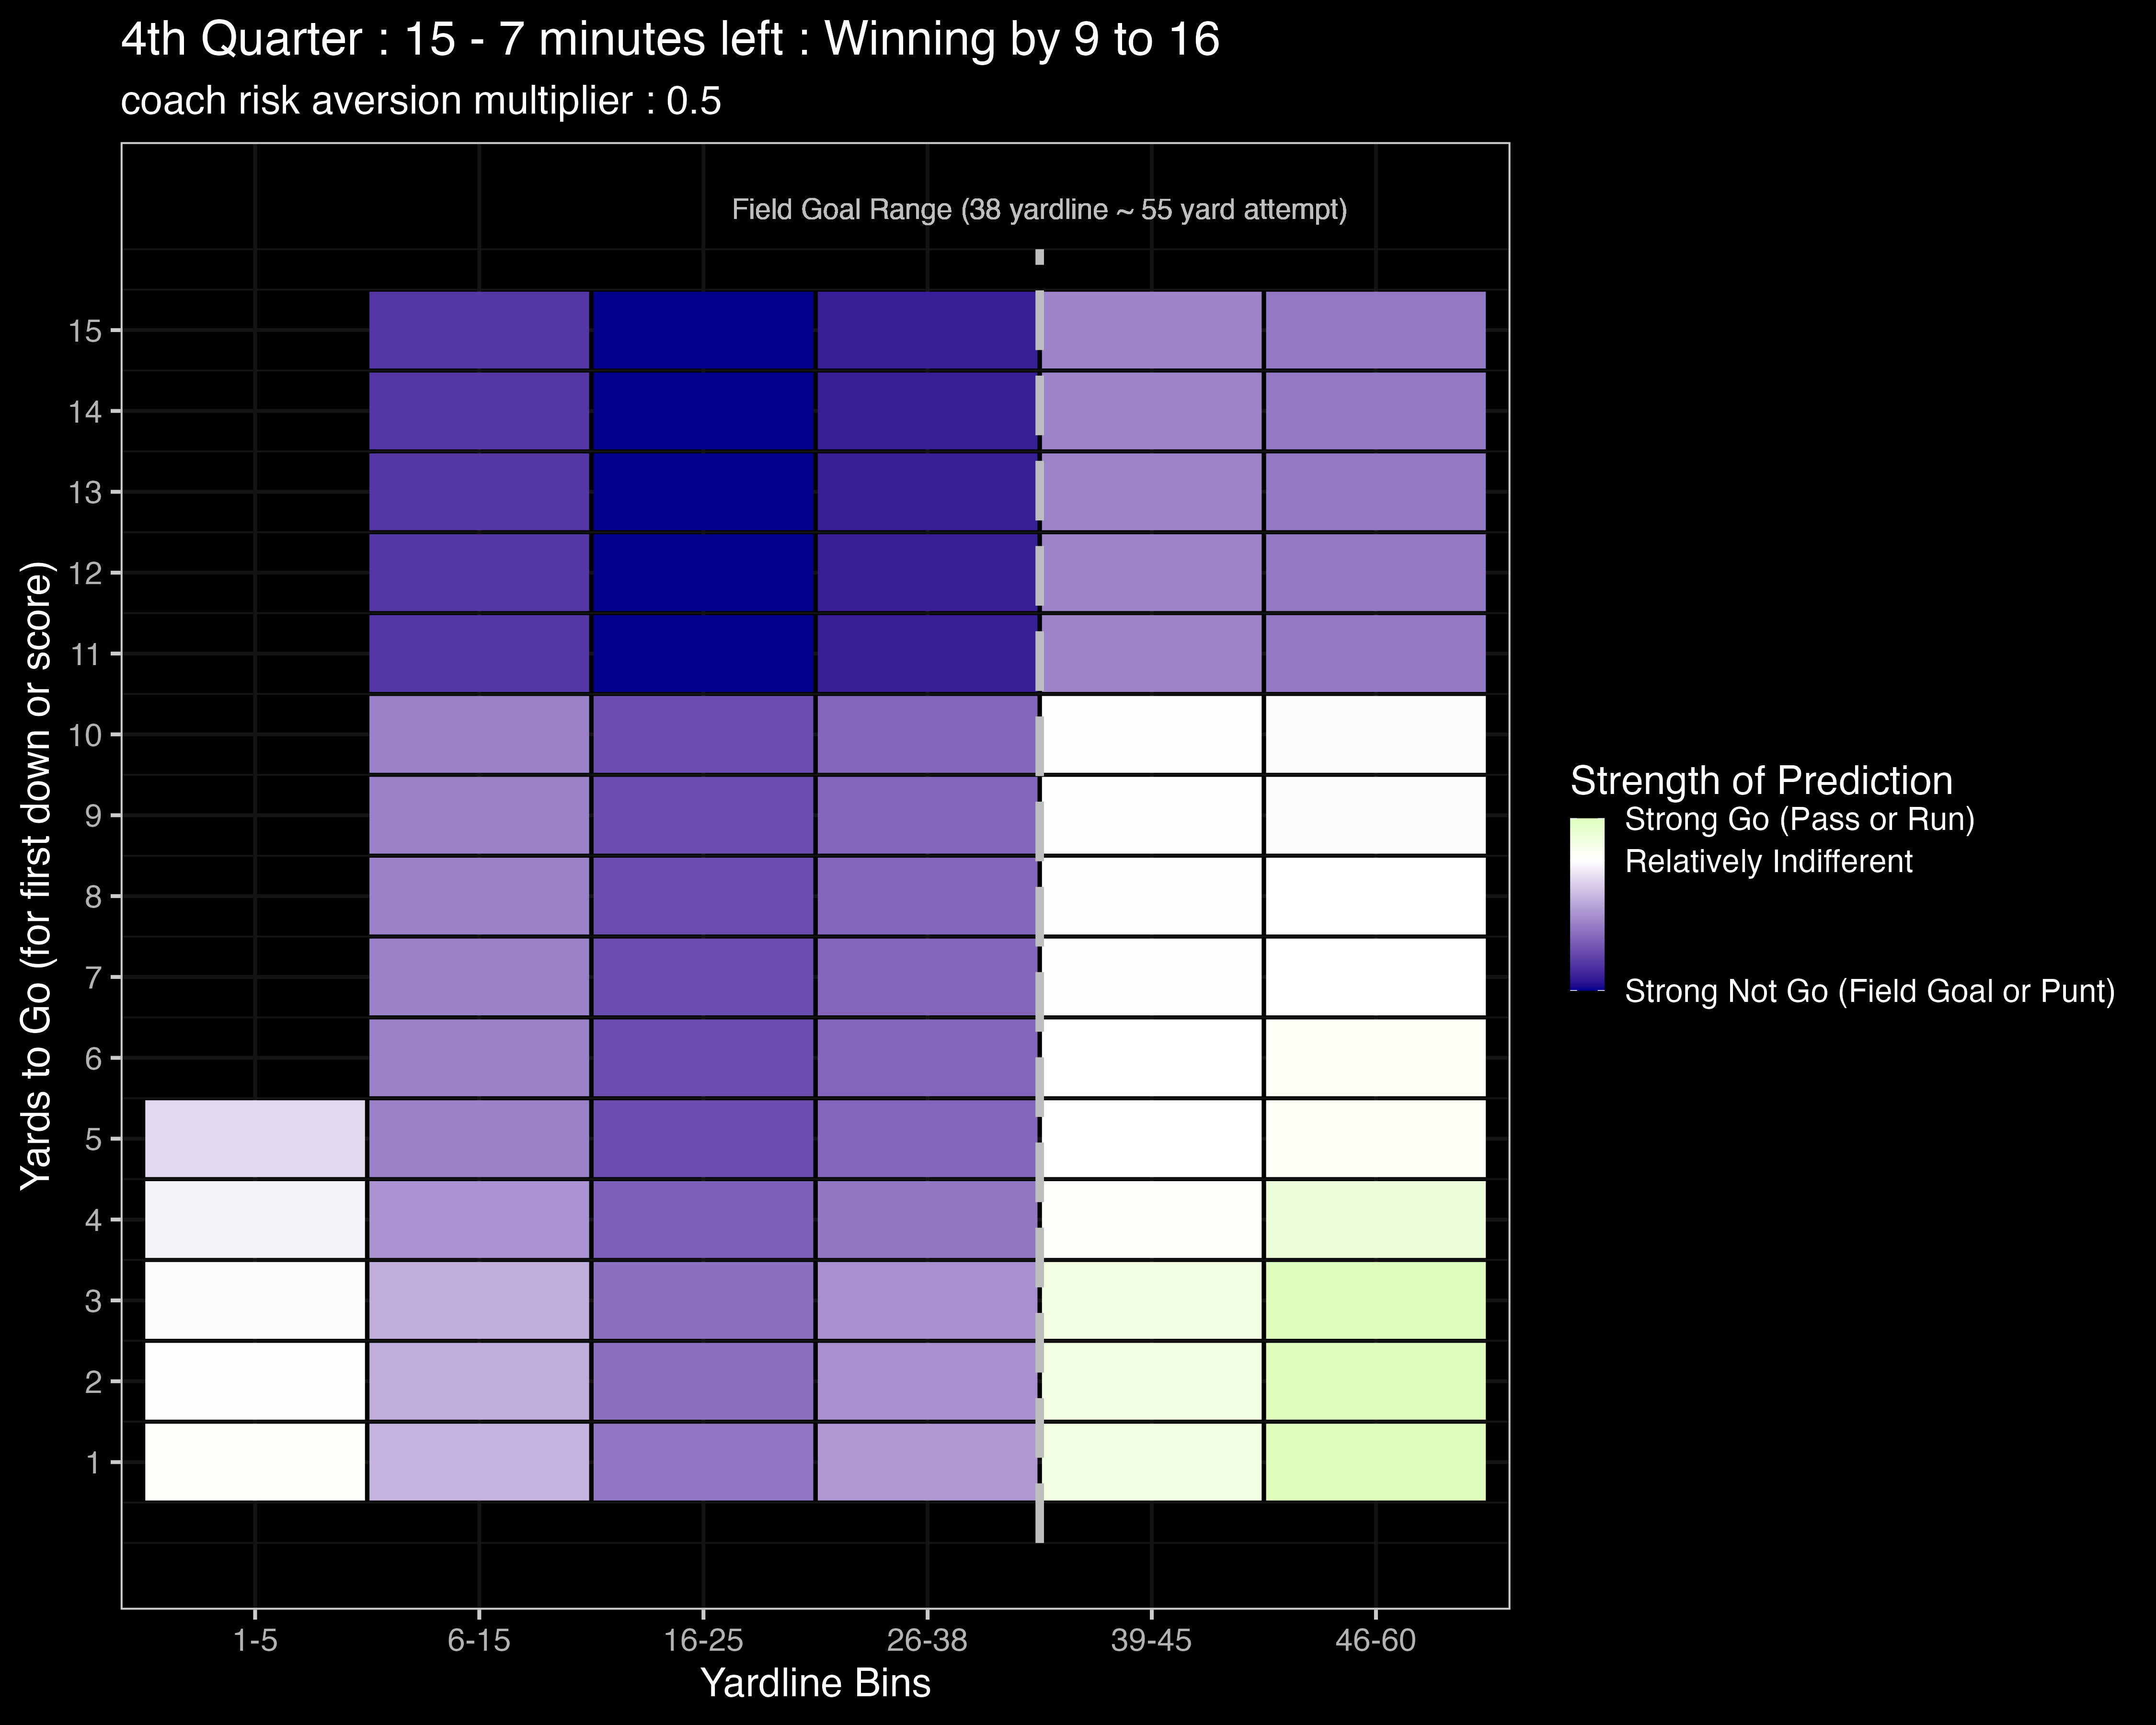 4th Quarter : 15 - 7 minutes left : Winning by 9 to 16
coach risk aversion multiplier : 0.5
Field Goal Range (38 yardline ~ 55 yard attempt)
Yards to Go (for first down or score)
15
14
13
12
11
10
9
8
7
6
5
4
3
2
1
1-5
6-15
16-25
26-38
39-45
46-60
Yardline Bins
Strength of Prediction
Strong Go (Pass or Run)
Relatively Indifferent
Strong Not Go (Field Goal or Punt)